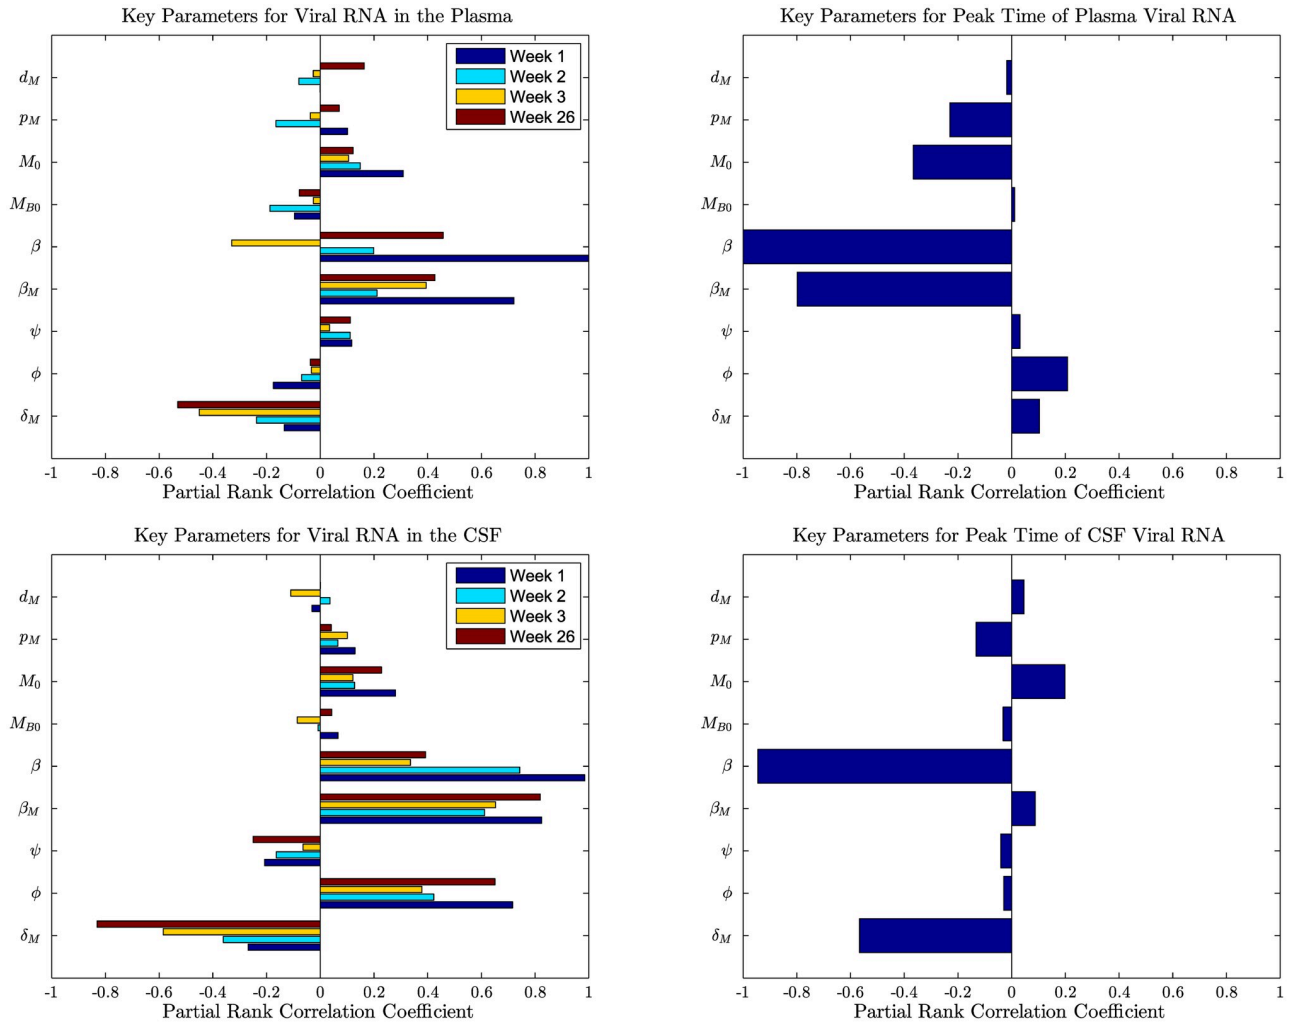 Key Parameters for Viral RNA in the Plasma
Week 1
Week 2
Week 3
Week 26
d_M
p_M
M_0
M_{B0}
β
β_M
ψ
ϕ
δ_M
-1 -0.8 -0.6 -0.4 -0.2 0 0.2 0.4 0.6 0.8 1
Partial Rank Correlation Coefficient
Key Parameters for Peak Time of Plasma Viral RNA
d_M
p_M
M_0
M_{B0}
β
β_M
ψ
ϕ
δ_M
-1 -0.8 -0.6 -0.4 -0.2 0 0.2 0.4 0.6 0.8 1
Partial Rank Correlation Coefficient
Key Parameters for Viral RNA in the CSF
Week 1
Week 2
Week 3
Week 26
d_M
p_M
M_0
M_{B0}
β
β_M
ψ
ϕ
δ_M
-1 -0.8 -0.6 -0.4 -0.2 0 0.2 0.4 0.6 0.8 1
Partial Rank Correlation Coefficient
Key Parameters for Peak Time of CSF Viral RNA
d_M
p_M
M_0
M_{B0}
β
β_M
ψ
ϕ
δ_M
-1 -0.8 -0.6 -0.4 -0.2 0 0.2 0.4 0.6 0.8 1
Partial Rank Correlation Coefficient